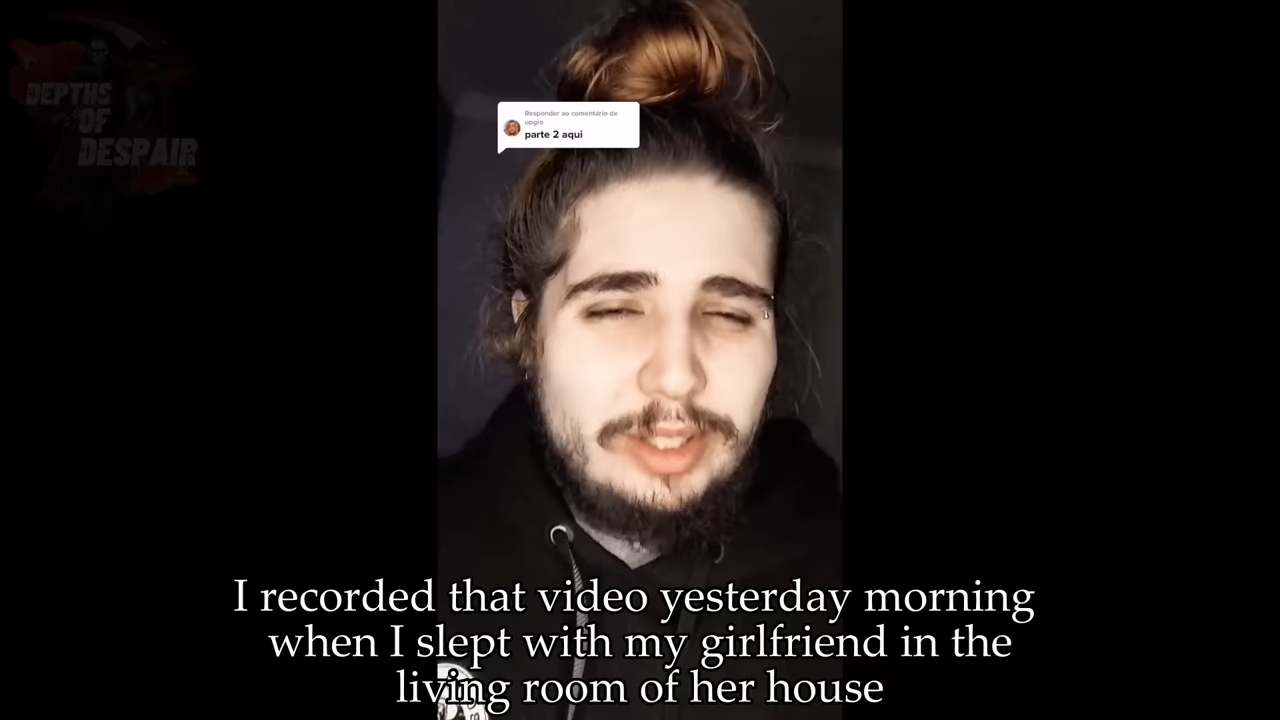 DEPTHS
OF
DESPAIR
Responder ao comentário de
upgio
parte 2 aqui
I recorded that video yesterday morning
when I slept with my girlfriend in the
living room of her house